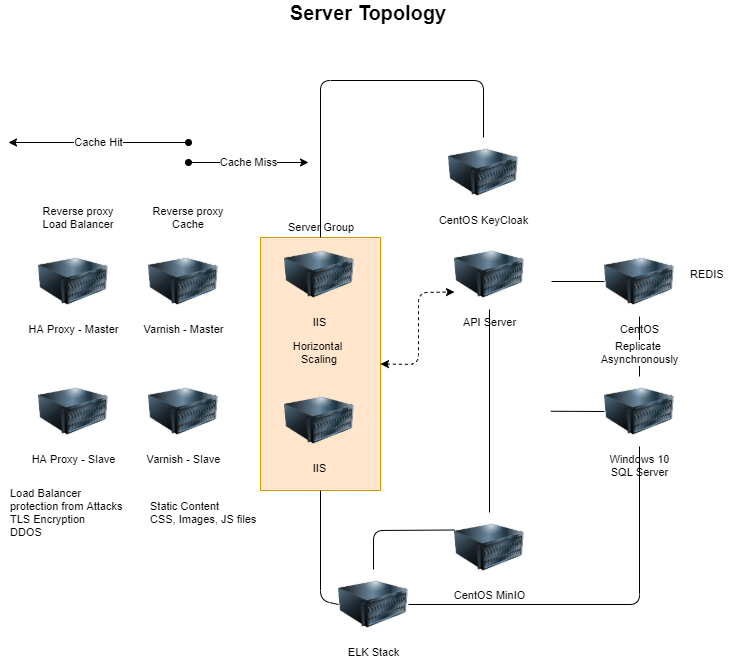 Server Topology
Cache Hit
Cache Miss
Reverse proxy
Load Balancer
Reverse proxy
Cache
Server Group
CentOS KeyCloak
REDIS
HA Proxy - Master
Varnish - Master
IIS
API Server
CentOS
Horizontal
Scaling
Replicate
Asynchronously
HA Proxy - Slave
Varnish - Slave
IIS
Windows 10
SQL Server
Load Balancer
protection from Attacks
TLS Encryption
DDOS
Static Content
CSS, Images, JS files
CentOS MinIO
ELK Stack